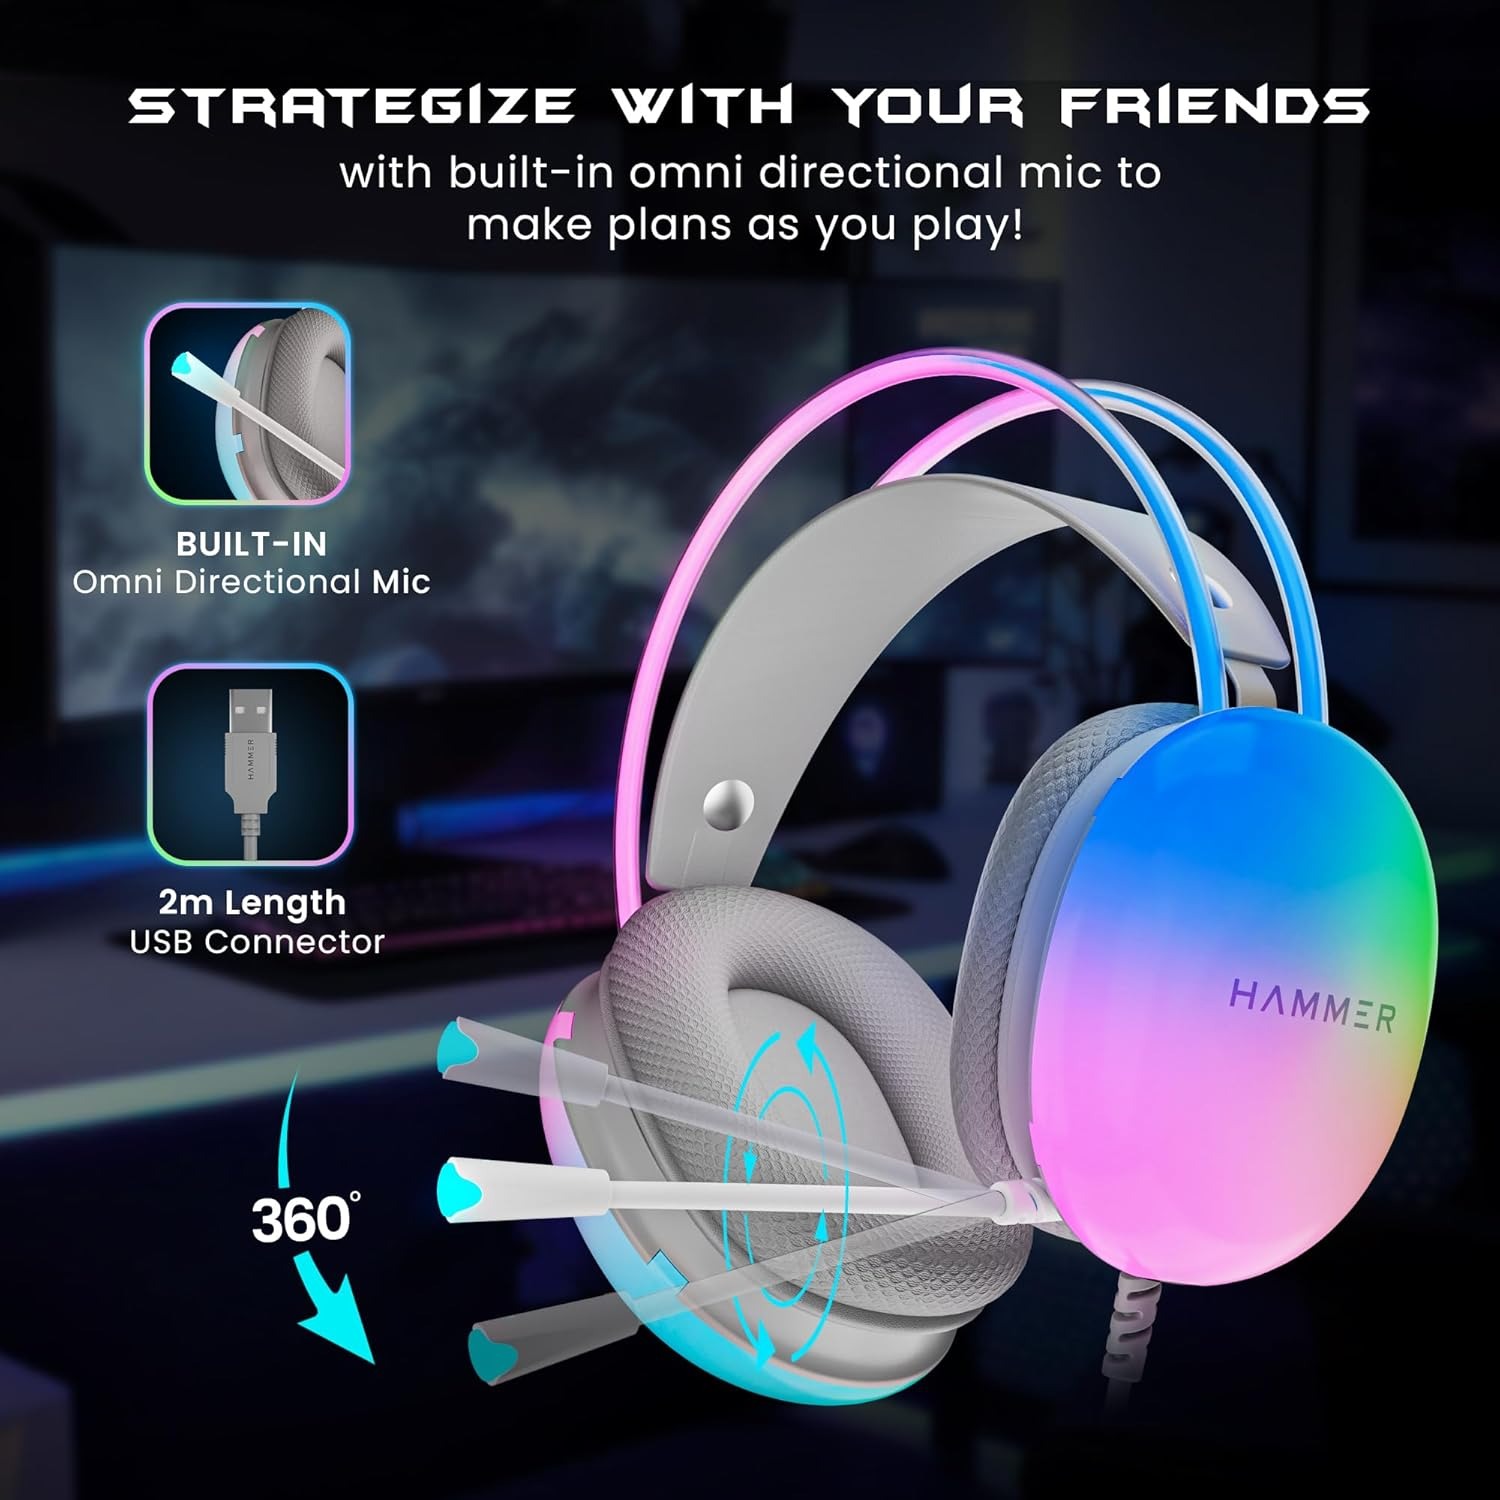 STRATEGIZE WITH YOUR FRIENDS
with built-in omni directional mic to
make plans as you play!
BUILT-IN
Omni Directional Mic
HAMMER
2m Length
USB Connector
HAMMER
360°